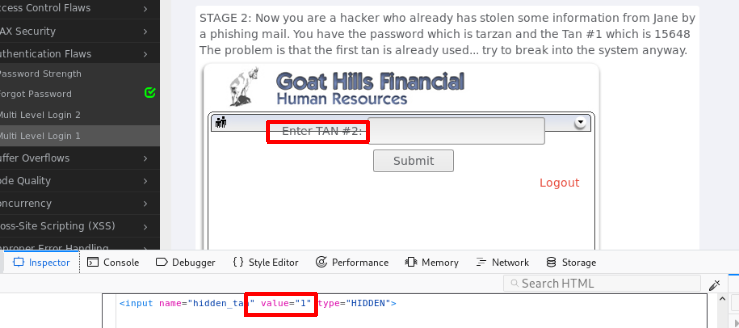 ccess Control Flaws
AX Security
uthentication Flaws
Password Strength
orgot Password
Multi Level Login 2
Multi Level Login 1
uffer Overflows
ode Quality
oncurrency
oss-Site Scripting (XSS)
nproper Error Handling
STAGE 2: Now you are a hacker who already has stolen some information from Jane by
a phishing mail. You have the password which is tarzan and the Tan #1 which is 15648
The problem is that the first tan is already used... try to break into the system anyway.
Goat Hills Financial
Human Resources
Enter TAN #2:
Submit
Logout
Inspector
Console
Debugger
{ } Style Editor
Performance
Memory
Network
Storage
Search HTML
<input name="hidden_tan" value="1" type="HIDDEN">